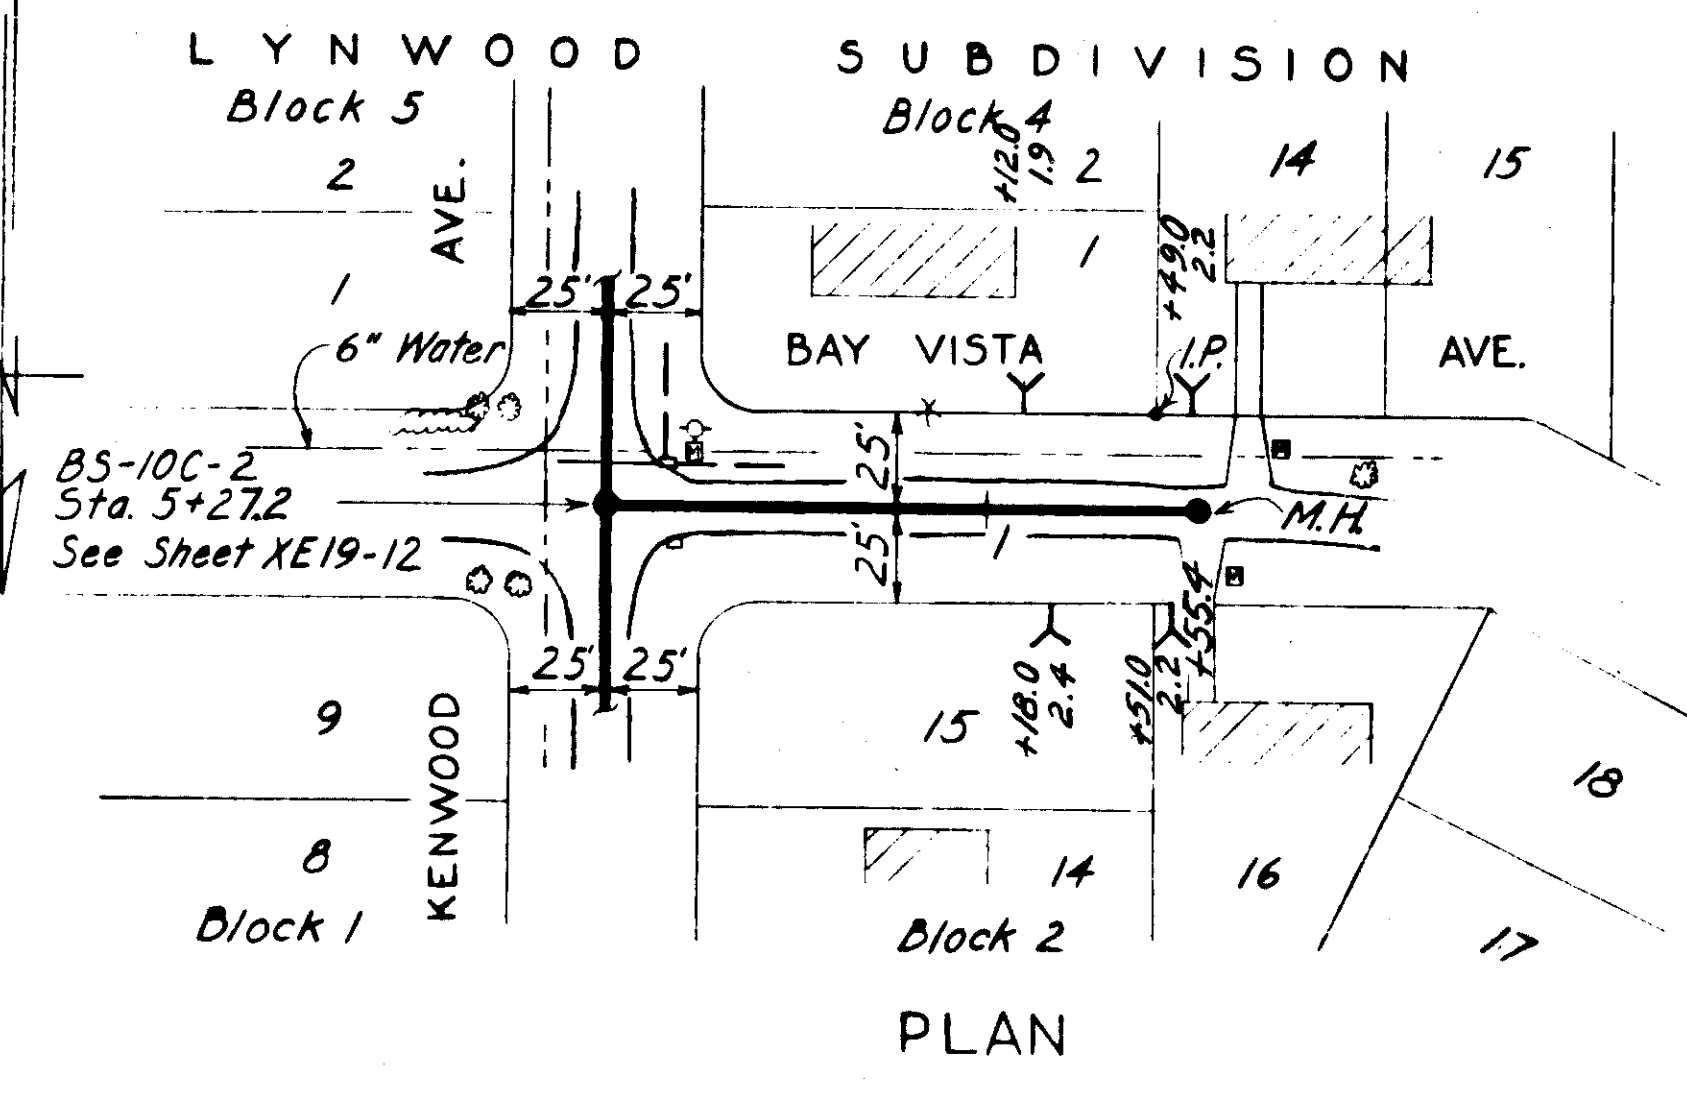 LYNWOOD SUBDIVISION
Block 5
Block 4
2
AVE.
+12.0
1.9
2
14
15
1
25'
25'
1
+49.0
2.2
6" Water
BAY VISTA
I.P.
AVE.
BS-10C-2
Sta. 5+27.2
See Sheet XE19-12
25'
25'
1
M.H.
M
M
M
+55.4
25'
25'
9
KENWOOD
15
+18.0
2.4
+51.0
2.2
18
8
14
16
Block 1
Block 2
17
PLAN